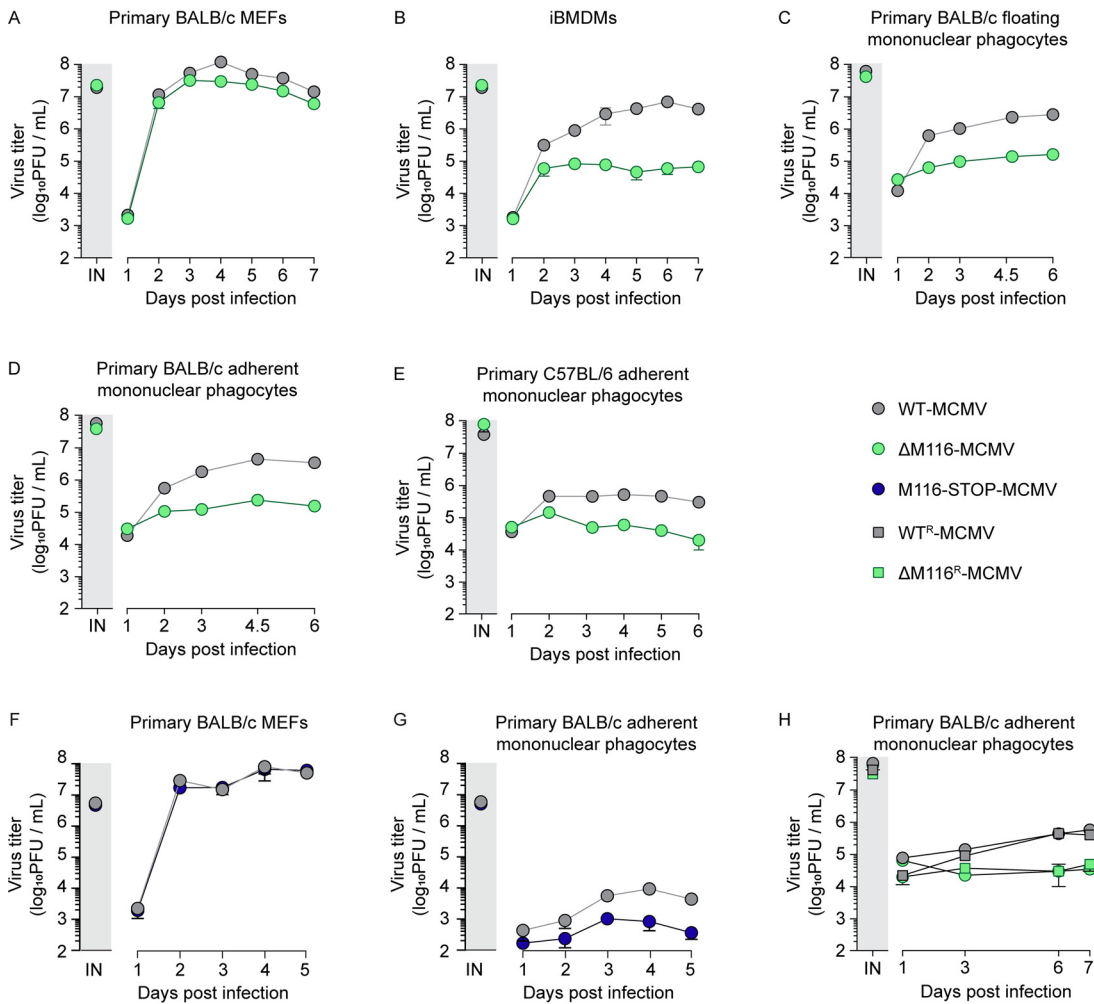 A
Primary BALB/c MEFs
Virus titer
(log₁₀PFU / mL)
8
7
6
5
4
3
2
IN
1 2 3 4 5 6 7
Days post infection
B
iBMDMs
Virus titer
(log₁₀PFU / mL)
8
7
6
5
4
3
2
IN
1 2 3 4 5 6 7
Days post infection
C
Primary BALB/c floating
mononuclear phagocytes
Virus titer
(log₁₀PFU / mL)
8
7
6
5
4
3
2
IN
1 2 3 4.5 6
Days post infection
D
Primary BALB/c adherent
mononuclear phagocytes
Virus titer
(log₁₀PFU / mL)
8
7
6
5
4
3
2
IN
1 2 3 4.5 6
Days post infection
E
Primary C57BL/6 adherent
mononuclear phagocytes
Virus titer
(log₁₀PFU / mL)
8
7
6
5
4
3
2
IN
1 2 3 4 5 6
Days post infection
WT-MCMV
ΔM116-MCMV
M116-STOP-MCMV
WTᴿ-MCMV
ΔM116ᴿ-MCMV
F
Primary BALB/c MEFs
Virus titer
(log₁₀PFU / mL)
8
7
6
5
4
3
2
IN
1 2 3 4 5
Days post infection
G
Primary BALB/c adherent
mononuclear phagocytes
Virus titer
(log₁₀PFU / mL)
8
7
6
5
4
3
2
IN
1 2 3 4 5
Days post infection
H
Primary BALB/c adherent
mononuclear phagocytes
Virus titer
(log₁₀PFU / mL)
8
7
6
5
4
3
2
IN
1 3 6 7
Days post infection